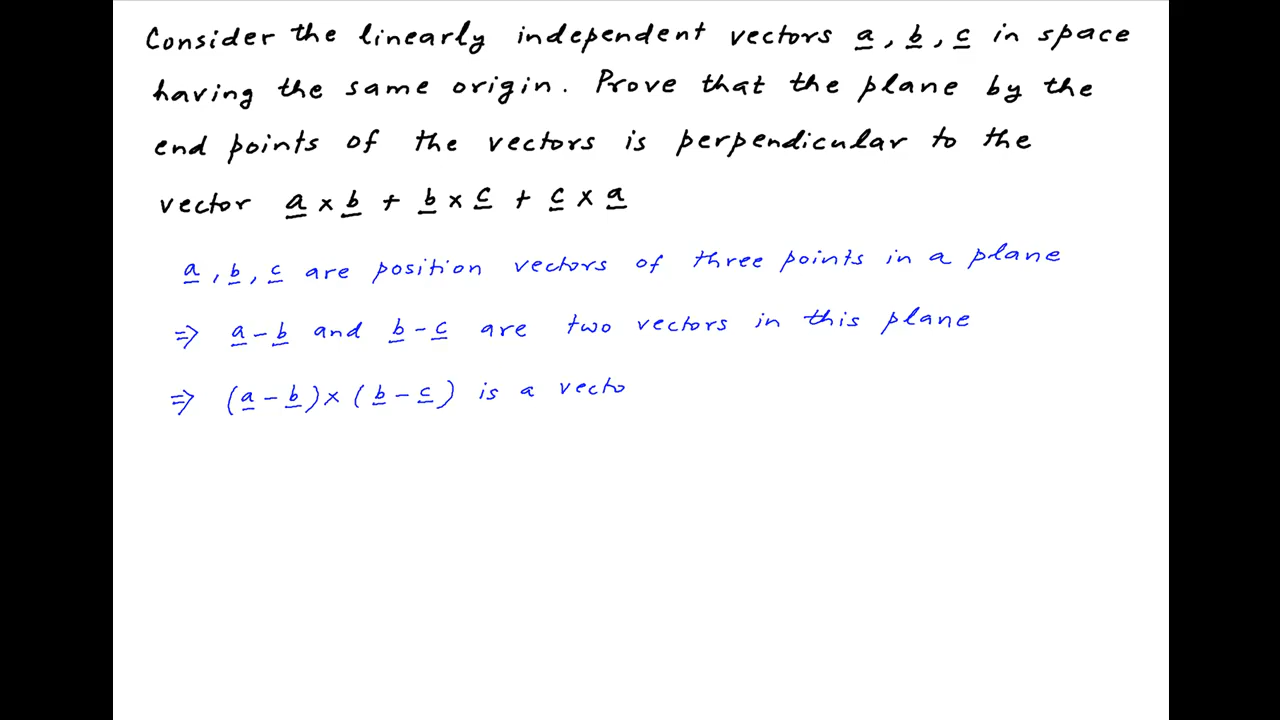 Consider the linearly independent vectors a, b, c in space
having the same origin. Prove that the plane by the
end points of the vectors is perpendicular to the
vector a × b + b × c + c × a
a, b, c are position vectors of three points in a plane
⇒ a - b and b - c are two vectors in this plane
⇒ (a - b) × (b - c) is a vecto